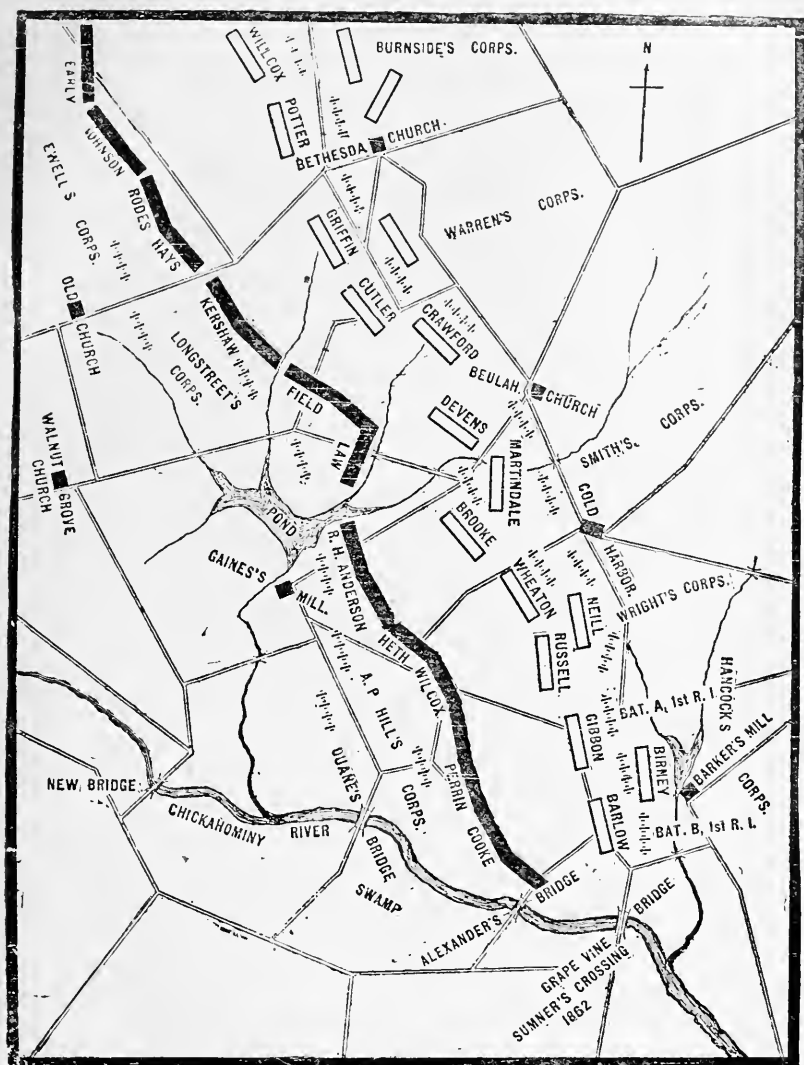 WILLCOX
BURNSIDE'S CORPS.
N
EARLY
POTTER
BETHESDA CHURCH
JOHNSON
RODES
HAYS
EWELL'S CORPS.
GRIFFIN
WARREN'S CORPS.
OLD CHURCH
KERSHAW
CUTLER
CRAWFORD
LONGSTREET'S CORPS.
FIELD
BEULAH CHURCH
WALNUT GROVE CHURCH
LAW
DEVENS
MARTINDALE
SMITH'S CORPS.
POND
BROOKE
COLD HARBOR.
GAINES'S MILL.
R. H. ANDERSON
WHEATON
NEILL
WRIGHT'S CORPS.
HETH
WILCOX
RUSSELL
HANCOCK'S CORPS.
A. P. HILL'S CORPS.
GIBBON
BAT. A, 1st R. I.
BIRNEY
BARKER'S MILL
NEW BRIDGE
PERRIN
DUANE'S BRIDGE
BARLOW
CHICKAHOMINY RIVER
COOKE
BAT. B, 1st R. I.
SWAMP
ALEXANDER'S BRIDGE
GRAPE VINE BRIDGE
SUMNER'S CROSSING
1862